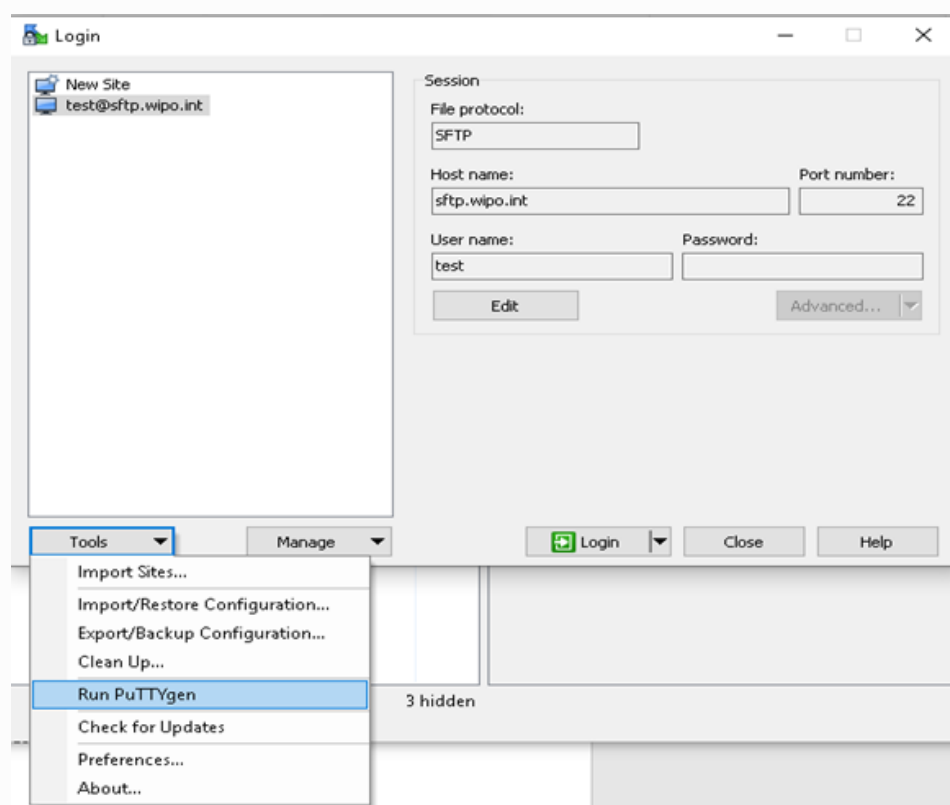 Login
New Site
test@sftp.wipo.int
Session
File protocol:
SFTP
Host name:
Port number:
sftp.wipo.int
22
User name:
Password:
test
Edit
Advanced...
Tools
Manage
Login
Close
Help
Import Sites...
Import/Restore Configuration...
Export/Backup Configuration...
Clean Up...
Run PuTTYgen
3 hidden
Check for Updates
Preferences...
About...